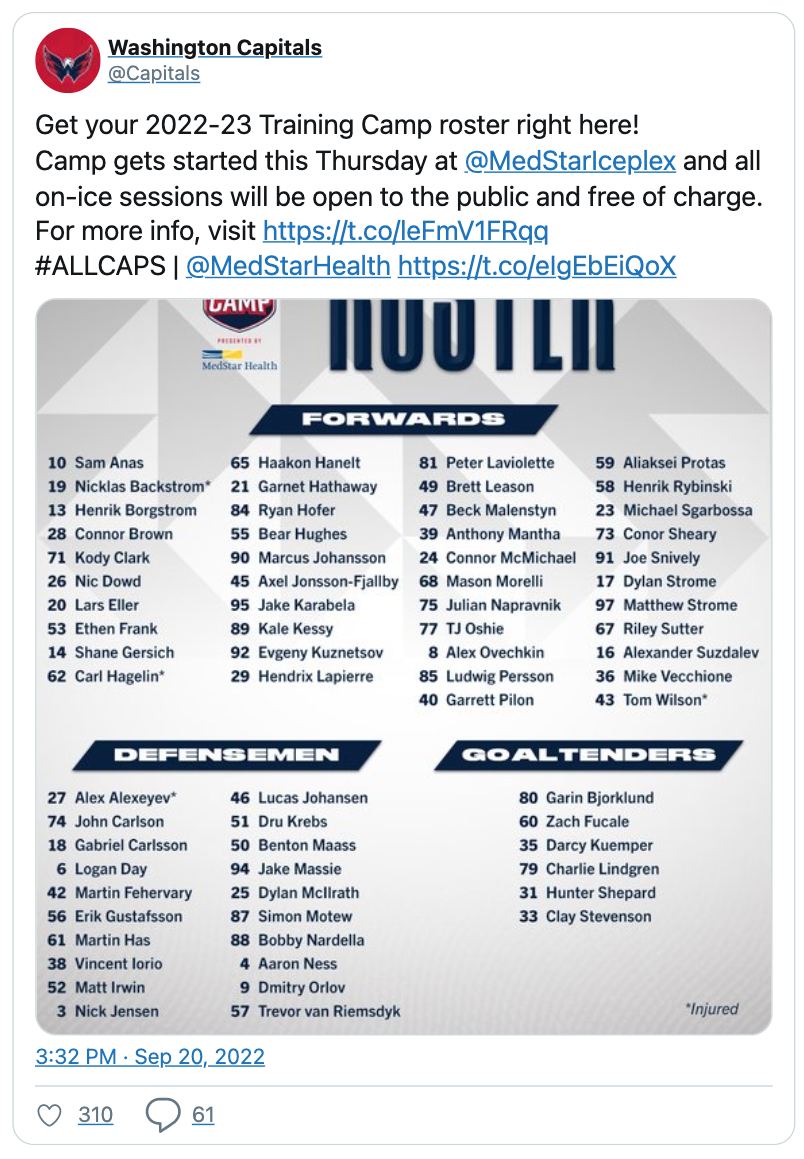 Washington Capitals
@Capitals
Get your 2022-23 Training Camp roster right here!
Camp gets started this Thursday at @MedStarIceplex and all
on-ice sessions will be open to the public and free of charge.
For more info, visit https://t.co/leFmV1FRqq
#ALLCAPS | @MedStarHealth https://t.co/elgEbEiQoX
CAMP
ROSTER
PRESENTED BY
MedStar Health
FORWARDS
10 Sam Anas
19 Nicklas Backstrom*
13 Henrik Borgstrom
28 Connor Brown
71 Kody Clark
26 Nic Dowd
20 Lars Eller
53 Ethen Frank
14 Shane Gersich
62 Carl Hagelin*
65 Haakon Hanelt
21 Garnet Hathaway
84 Ryan Hofer
55 Bear Hughes
90 Marcus Johansson
45 Axel Jonsson-Fjallby
95 Jake Karabela
89 Kale Kessy
92 Evgeny Kuznetsov
29 Hendrix Lapierre
81 Peter Laviolette
49 Brett Leason
47 Beck Malenstyn
39 Anthony Mantha
24 Connor McMichael
68 Mason Morelli
75 Julian Napravnik
77 TJ Oshie
8 Alex Ovechkin
85 Ludwig Persson
40 Garrett Pilon
59 Aliaksei Protas
58 Henrik Rybinski
23 Michael Sgarbossa
73 Conor Sheary
91 Joe Snively
17 Dylan Strome
97 Matthew Strome
67 Riley Sutter
16 Alexander Suzdalev
36 Mike Vecchione
43 Tom Wilson*
DEFENSEMEN
27 Alex Alexeyev*
74 John Carlson
18 Gabriel Carlsson
6 Logan Day
42 Martin Fehervary
56 Erik Gustafsson
61 Martin Has
38 Vincent Iorio
52 Matt Irwin
3 Nick Jensen
46 Lucas Johansen
51 Dru Krebs
50 Benton Maass
94 Jake Massie
25 Dylan McIlrath
87 Simon Motew
88 Bobby Nardella
4 Aaron Ness
9 Dmitry Orlov
57 Trevor van Riemsdyk
GOALTENDERS
80 Garin Bjorklund
60 Zach Fucale
35 Darcy Kuemper
79 Charlie Lindgren
31 Hunter Shepard
33 Clay Stevenson
*Injured
3:32 PM · Sep 20, 2022
310
61